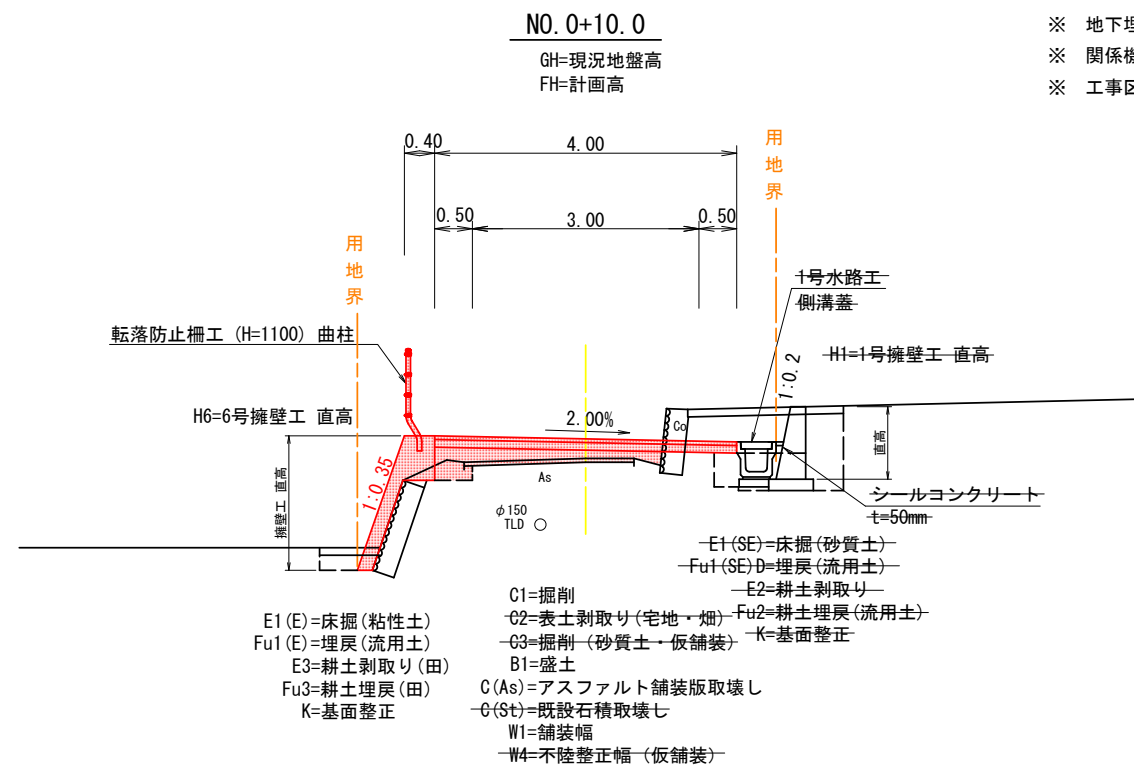 NO.0+10.0
GH=現況地盤高
FH=計画高
※ 地下埋
※ 関係機
※ 工事区
0.40
4.00
用地界
0.50
3.00
0.50
用地界
1号水路工
側溝蓋
転落防止柵工 (H=1100) 曲柱
H1=1号擁壁工 直高
1:0.2
H6=6号擁壁工 直高
2.00%
Co
直高
擁壁工 直高
1:0.35
As
シールコンクリート
t=50mm
φ150
TLD
E1(SE)=床掘(砂質土)
Fu1(SE)D=埋戻(流用土)
E2=耕土剥取り
Fu2=耕土埋戻(流用土)
K=基面整正
C1=掘削
C2=表土剥取り(宅地・畑)
C3=掘削 (砂質土・仮舗装)
B1=盛土
C(As)=アスファルト舗装版取壊し
C(St)=既設石積取壊し
W1=舗装幅
W4=不陸整正幅 (仮舗装)
E1(E)=床掘(粘性土)
Fu1(E)=埋戻(流用土)
E3=耕土剥取り(田)
Fu3=耕土埋戻(田)
K=基面整正